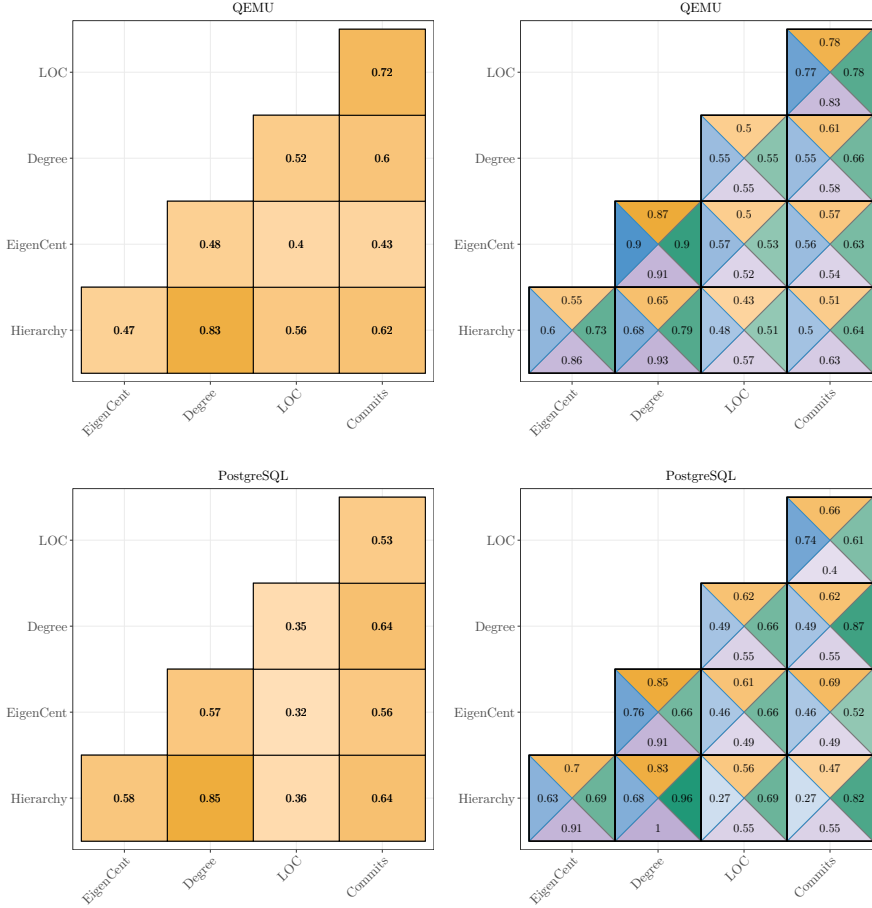 QEMU
LOC
0.72
Degree
0.52 0.6
EigenCent
0.48 0.4 0.43
Hierarchy
0.47 0.83 0.56 0.62
EigenCent Degree LOC Commits
QEMU
LOC
0.78
0.77 0.78
0.83
Degree
0.5 0.61
0.55 0.55 0.55 0.66
0.55 0.58
EigenCent
0.87 0.5 0.57
0.9 0.9 0.57 0.53 0.56 0.63
0.91 0.52 0.54
Hierarchy
0.55 0.65 0.43 0.51
0.6 0.73 0.68 0.79 0.48 0.51 0.5 0.64
0.86 0.93 0.57 0.63
EigenCent Degree LOC Commits
PostgreSQL
LOC
0.53
Degree
0.35 0.64
EigenCent
0.57 0.32 0.56
Hierarchy
0.58 0.85 0.36 0.64
EigenCent Degree LOC Commits
PostgreSQL
LOC
0.66
0.74 0.61
0.4
Degree
0.62 0.62
0.49 0.66 0.49 0.87
0.55 0.55
EigenCent
0.85 0.61 0.69
0.76 0.66 0.46 0.66 0.46 0.52
0.91 0.49 0.49
Hierarchy
0.7 0.83 0.56 0.47
0.63 0.69 0.68 0.96 0.27 0.69 0.27 0.82
0.91 1 0.55 0.55
EigenCent Degree LOC Commits